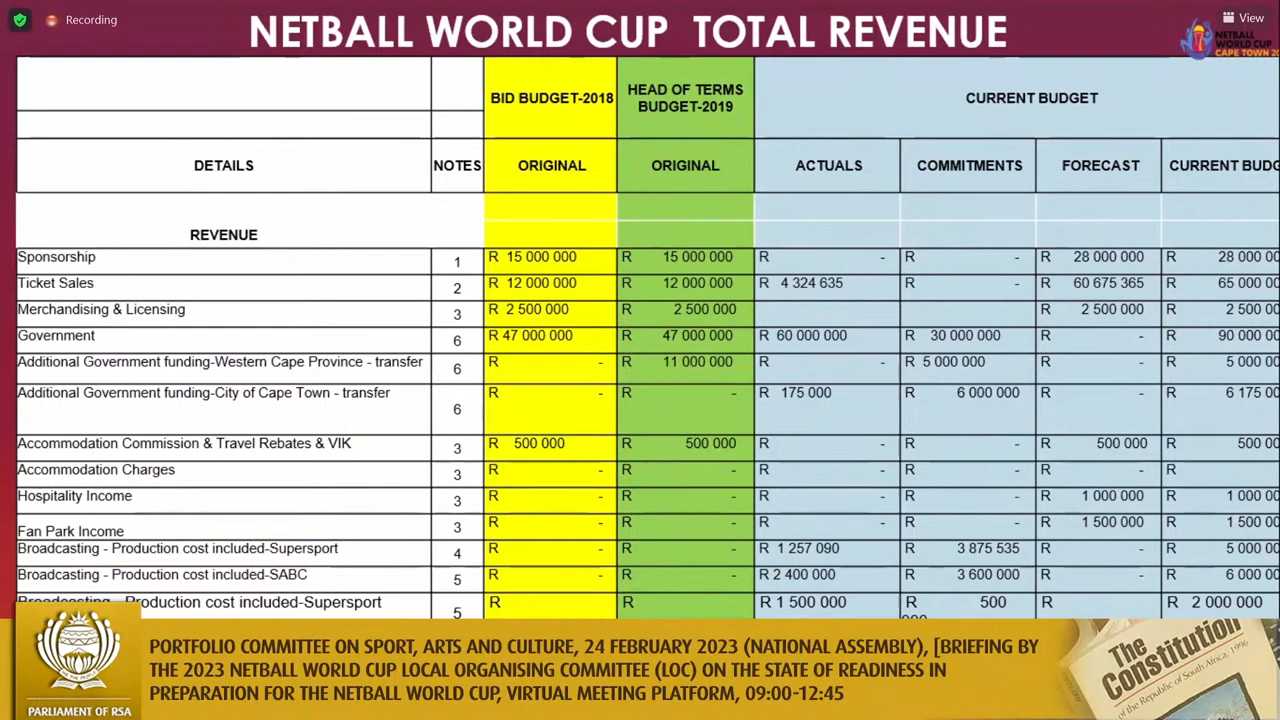 Recording
NETBALL WORLD CUP TOTAL REVENUE
View
NETBALL
WORLD CUP
CAPE TOWN
BID BUDGET-2018 HEAD OF TERMS BUDGET-2019 CURRENT BUDGET
DETAILS NOTES ORIGINAL ORIGINAL ACTUALS COMMITMENTS FORECAST CURRENT BUDG
REVENUE
Sponsorship 1 R 15 000 000 R 15 000 000 R - R - R 28 000 000 R 28 000 00
Ticket Sales 2 R 12 000 000 R 12 000 000 R 4 324 635 R - R 60 675 365 R 65 000 00
Merchandising & Licensing 3 R 2 500 000 R 2 500 000 R 2 500 000 R 2 500 00
Government 6 R 47 000 000 R 47 000 000 R 60 000 000 R 30 000 000 R - R 90 000 00
Additional Government funding-Western Cape Province - transfer 6 R - R 11 000 000 R - R 5 000 000 R - R 5 000 00
Additional Government funding-City of Cape Town - transfer 6 R - R - R 175 000 R 6 000 000 R - R 6 175 00
Accommodation Commission & Travel Rebates & VIK 3 R 500 000 R 500 000 R - R - R 500 000 R 500 00
Accommodation Charges 3 R - R - R - R - R - R
Hospitality Income 3 R - R - R - R - R 1 000 000 R 1 000 00
Fan Park Income 3 R - R - R - R - R 1 500 000 R 1 500 00
Broadcasting - Production cost included-Supersport 4 R - R - R 1 257 090 R 3 875 535 R - R 5 000 00
Broadcasting - Production cost included-SABC 5 R - R - R 2 400 000 R 3 600 000 R - R 6 000 00
Broadcasting - Production cost included-Supersport 5 R R R 1 500 000 R 500 R R 2 000 000
PORTFOLIO COMMITTEE ON SPORT, ARTS AND CULTURE, 24 FEBRUARY 2023 (NATIONAL ASSEMBLY), [BRIEFING BY
THE 2023 NETBALL WORLD CUP LOCAL ORGANISING COMMITTEE (LOC) ON THE STATE OF READINESS IN
PREPARATION FOR THE NETBALL WORLD CUP, VIRTUAL MEETING PLATFORM, 09:00-12:45
PARLIAMENT OF RSA
The
Constitution
of the Republic of South Africa, 1996